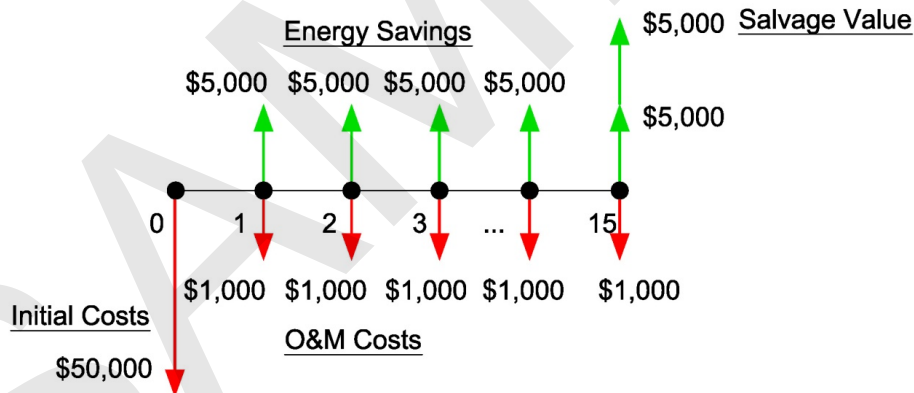 $5,000 Salvage Value
Energy Savings
$5,000 $5,000 $5,000 $5,000
$5,000
0 1 2 3 ... 15
$1,000 $1,000 $1,000 $1,000 $1,000
Initial Costs
O&M Costs
$50,000